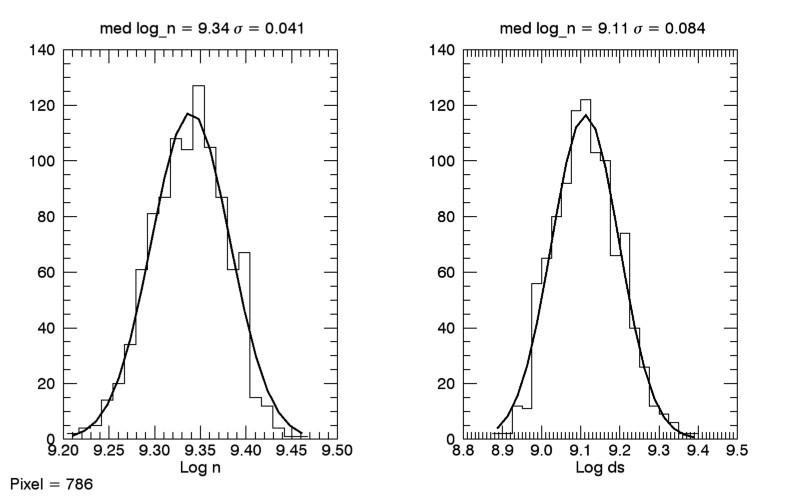 med log_n = 9.34 σ = 0.041
med log_n = 9.11 σ = 0.084
140
120
100
80
60
40
20
0
9.20 9.25 9.30 9.35 9.40 9.45 9.50
Log n
140
120
100
80
60
40
20
0
8.8 8.9 9.0 9.1 9.2 9.3 9.4 9.5
Log ds
Pixel = 786